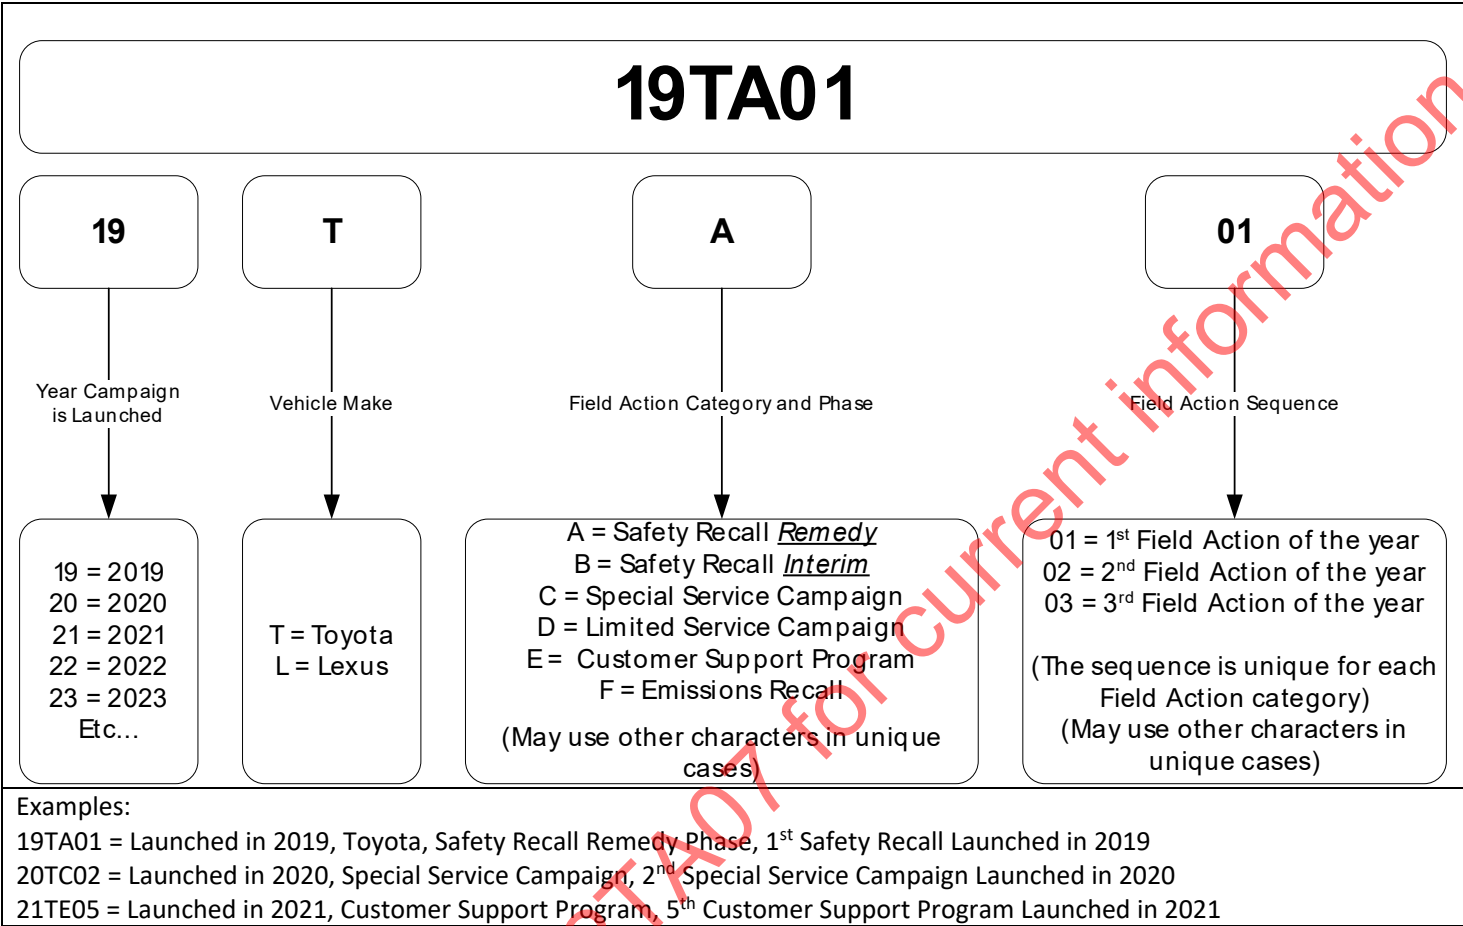 19TA01
19
T
A
01
Year Campaign
is Launched
Vehicle Make
Field Action Category and Phase
Field Action Sequence
19 = 2019
20 = 2020
21 = 2021
22 = 2022
23 = 2023
Etc...
T = Toyota
L = Lexus
A = Safety Recall Remedy
B = Safety Recall Interim
C = Special Service Campaign
D = Limited Service Campaign
E = Customer Support Program
F = Emissions Recall
(May use other characters in unique
cases)
01 = 1st Field Action of the year
02 = 2nd Field Action of the year
03 = 3rd Field Action of the year
(The sequence is unique for each
Field Action category)
(May use other characters in
unique cases)
Examples:
19TA01 = Launched in 2019, Toyota, Safety Recall Remedy Phase, 1st Safety Recall Launched in 2019
20TC02 = Launched in 2020, Special Service Campaign, 2nd Special Service Campaign Launched in 2020
21TE05 = Launched in 2021, Customer Support Program, 5th Customer Support Program Launched in 2021
TA07 for current information